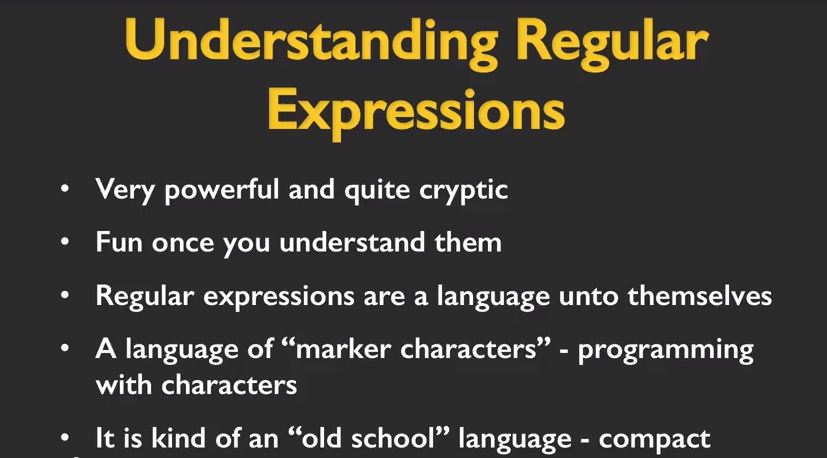 Understanding Regular
Expressions
• Very powerful and quite cryptic
• Fun once you understand them
• Regular expressions are a language unto themselves
• A language of “marker characters” - programming
with characters
• It is kind of an “old school” language - compact